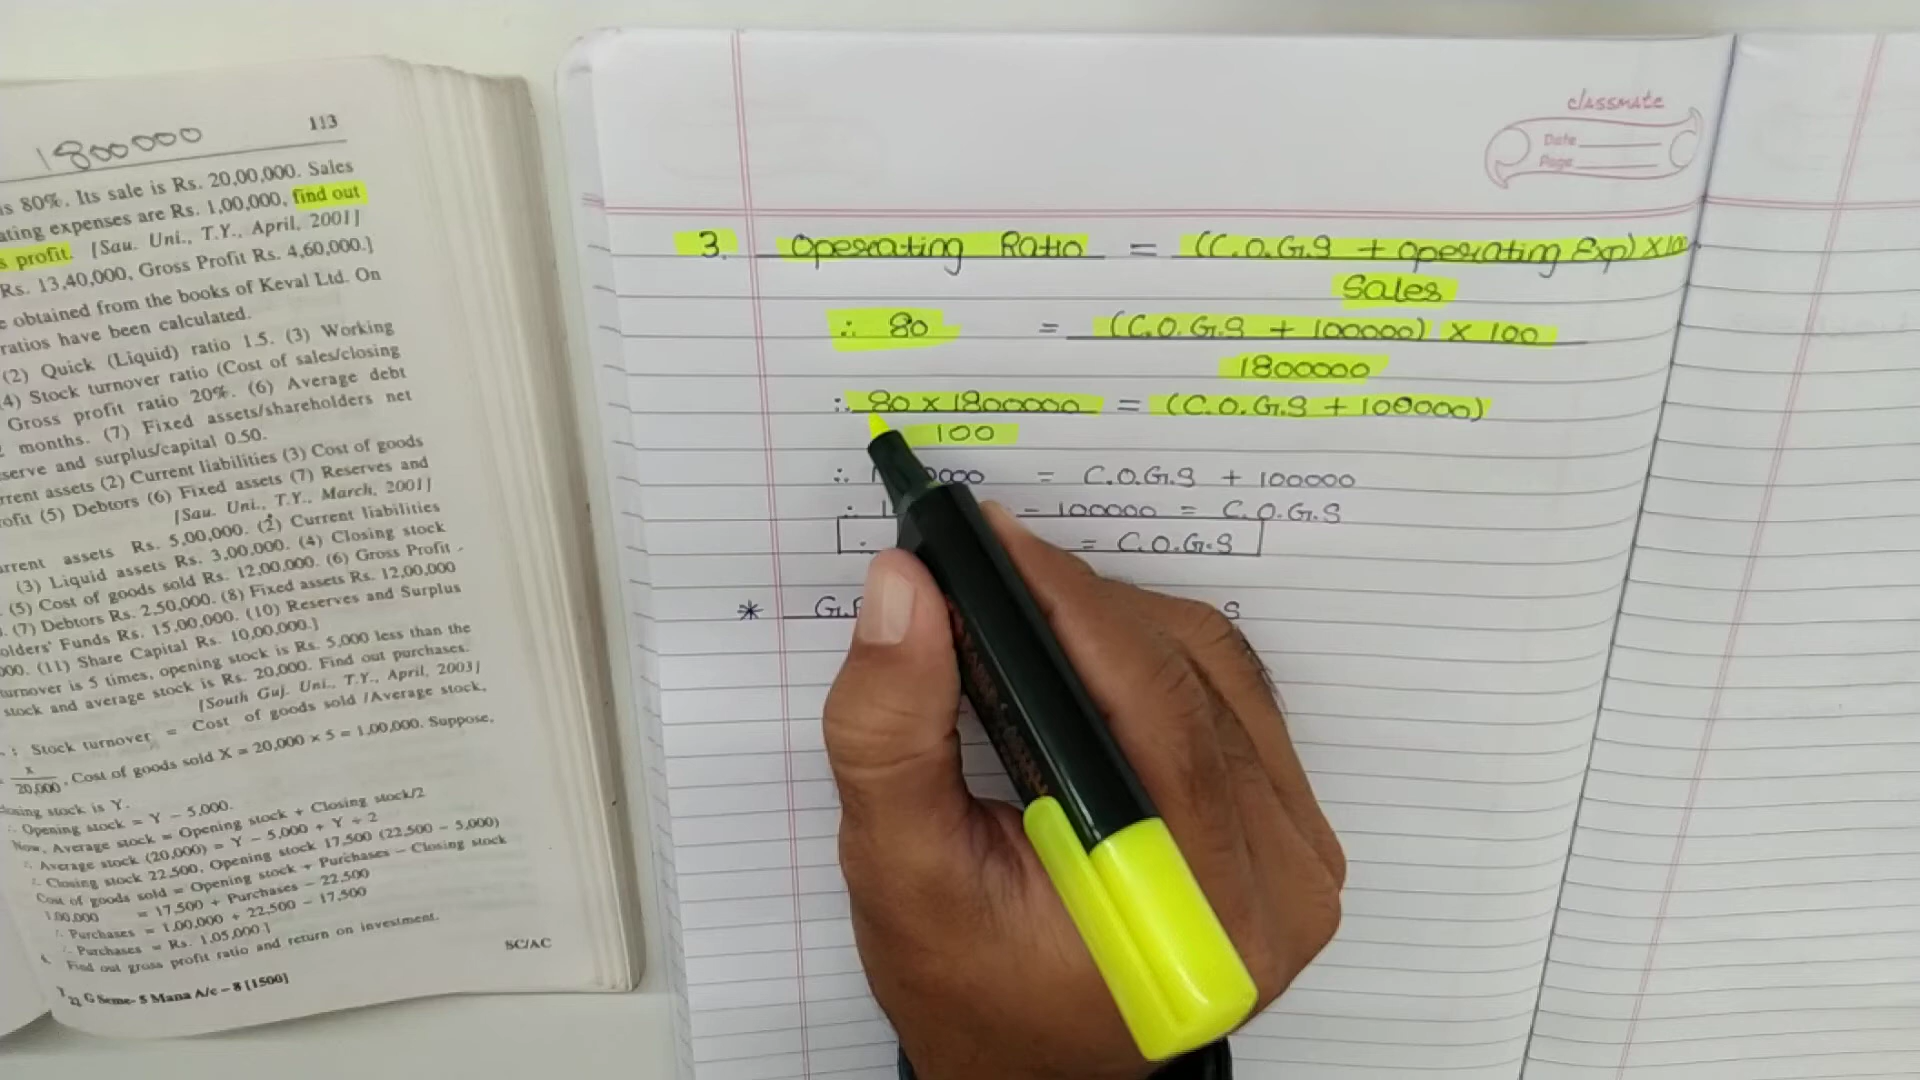 1800000
113
is 80%. Its sale is Rs. 20,00,000. Sales
ating expenses are Rs. 1,00,000, find out
s profit. [Sau. Uni., T.Y., April, 2001]
Rs. 13,40,000, Gross Profit Rs. 4,60,000.]
e obtained from the books of Keval Ltd. On
ratios have been calculated.
(2) Quick (Liquid) ratio 1.5. (3) Working
(4) Stock turnover ratio (Cost of sales/closing
Gross profit ratio 20%. (6) Average debt
months. (7) Fixed assets/shareholders net
serve and surplus/capital 0.50.
rrent assets (2) Current liabilities (3) Cost of goods
ofit (5) Debtors (6) Fixed assets (7) Reserves and
[Sau. Uni., T.Y., March, 2001]
urrent assets Rs. 5,00,000. (2) Current liabilities
(3) Liquid assets Rs. 3,00,000. (4) Closing stock
(5) Cost of goods sold Rs. 12,00,000. (6) Gross Profit
(7) Debtors Rs. 2,50,000. (8) Fixed assets Rs. 12,00,000
olders' Funds Rs. 15,00,000. (10) Reserves and Surplus
000. (11) Share Capital Rs. 10,00,000.]
turnover is 5 times, opening stock is Rs. 5,000 less than the
stock and average stock is Rs. 20,000. Find out purchases.
[South Guj. Uni., T.Y., April, 2003]
: Stock turnover = Cost of goods sold /Average stock,
= x
20,000, Cost of goods sold X = 20,000 × 5 = 1,00,000. Suppose,
closing stock is Y.
∴ Opening stock = Y – 5,000.
Now, Average stock = Opening stock + Closing stock/2
∴ Average stock (20,000) = Y – 5,000 + Y ÷ 2
∴ Closing stock 22,500, Opening stock 17,500 (22,500 – 5,000)
Cost of goods sold = Opening stock + Purchases – Closing stock
1,00,000 = 17,500 + Purchases – 22,500
∴ Purchases = 1,00,000 + 22,500 – 17,500
∴ Purchases = Rs. 1,05,000.]
Find out gross profit ratio and return on investment.
G Seme- 5 Mana A/c – 8 [1500]
SC/AC
classmate
Date
Page
3. Operating Ratio = (C.O.G.S + operating Exp) × 100
Sales
∴ 80 = (C.O.G.S + 100000) × 100
1800000
∴ 80 × 1800000 = (C.O.G.S + 100000)
100
∴ 1 0000 = C.O.G.S + 100000
∴ 1 – 100000 = C.O.G.S
∴ = C.O.G.S
* G.P S